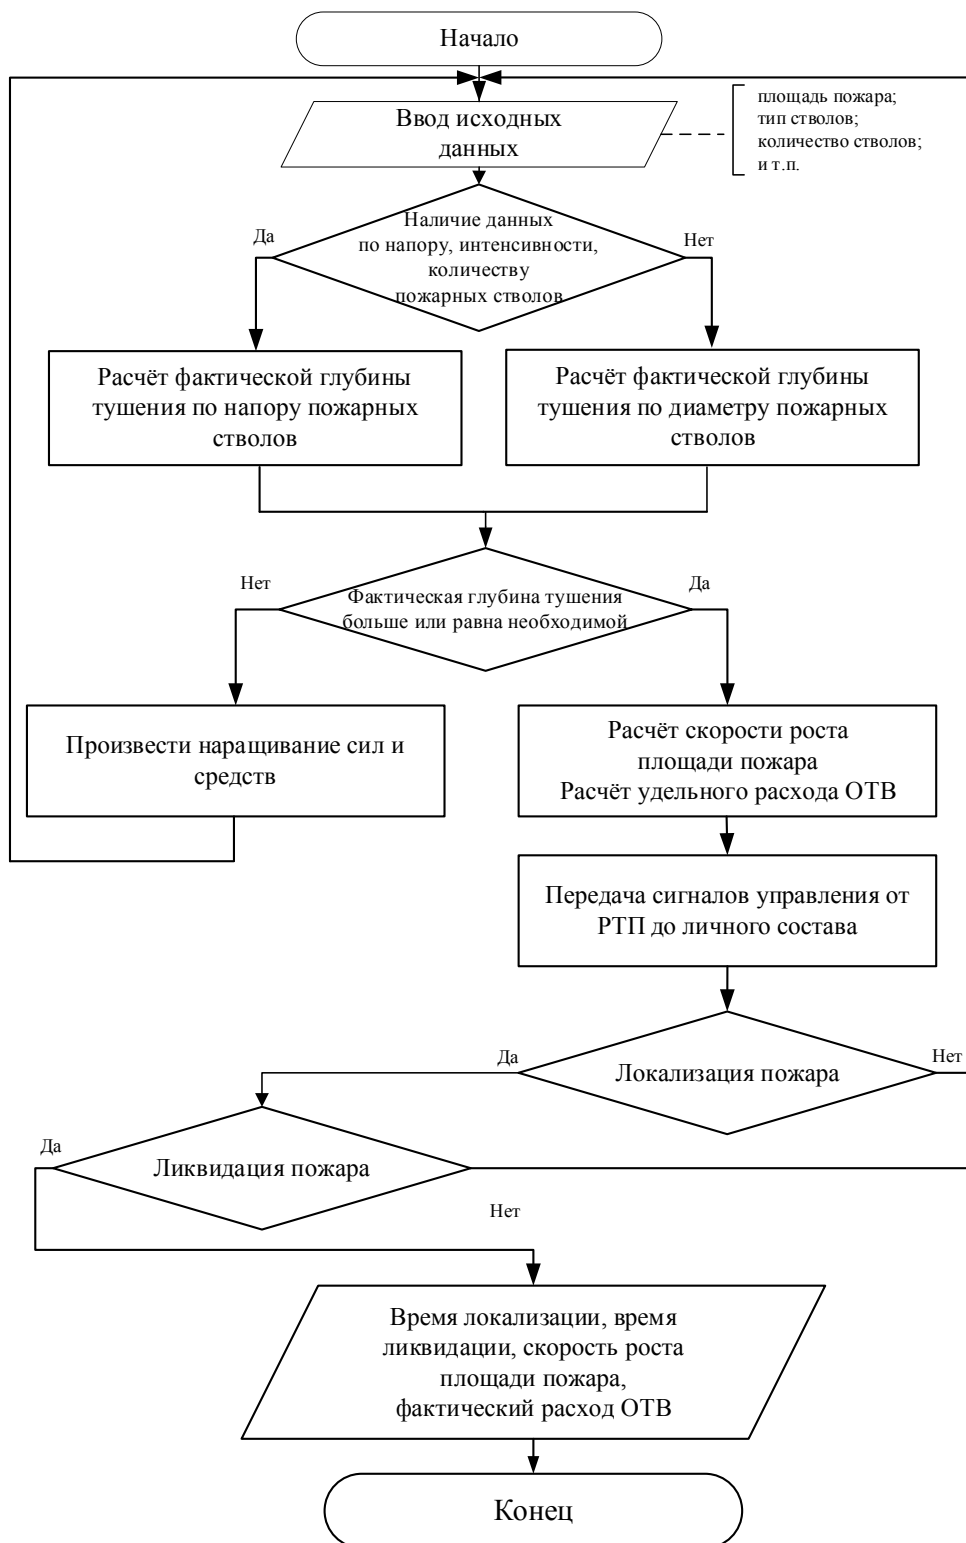 Начало
Ввод исходных
данных
площадь пожара;
тип стволов;
количество стволов;
и т.п.
Наличие данных
по напору, интенсивности,
количеству
пожарных стволов
Да
Нет
Расчёт фактической глубины
тушения по напору пожарных
стволов
Расчёт фактической глубины
тушения по диаметру пожарных
стволов
Нет
Да
Фактическая глубина тушения
больше или равна необходимой
Произвести наращивание сил и
средств
Расчёт скорости роста
площади пожара
Расчёт удельного расхода ОТВ
Передача сигналов управления от
РТП до личного состава
Да
Нет
Локализация пожара
Да
Ликвидация пожара
Нет
Время локализации, время
ликвидации, скорость роста
площади пожара,
фактический расход ОТВ
Конец